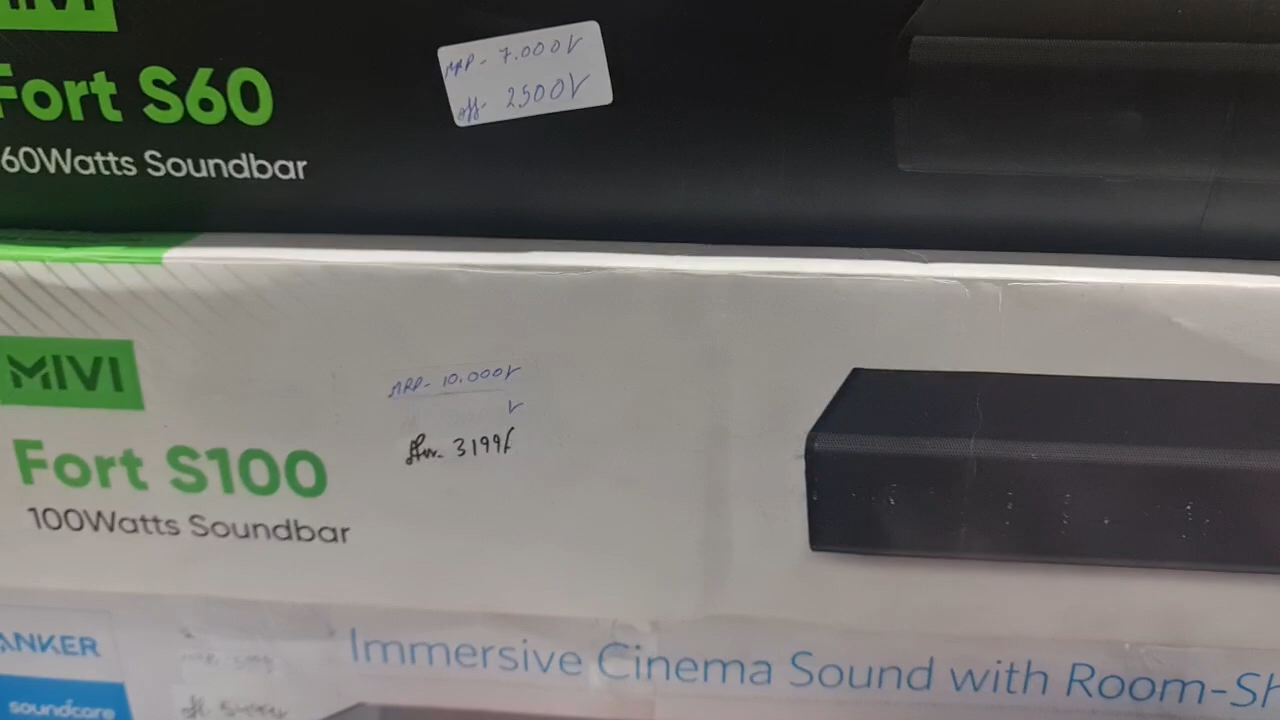 MIVI
Fort S60
60Watts Soundbar
MRP- 7.000/
off- 2500/
MIVI
Fort S100
100Watts Soundbar
MRP- 10.000/
3199/
ANKER
soundcore
Immersive Cinema Sound with Room-Sh